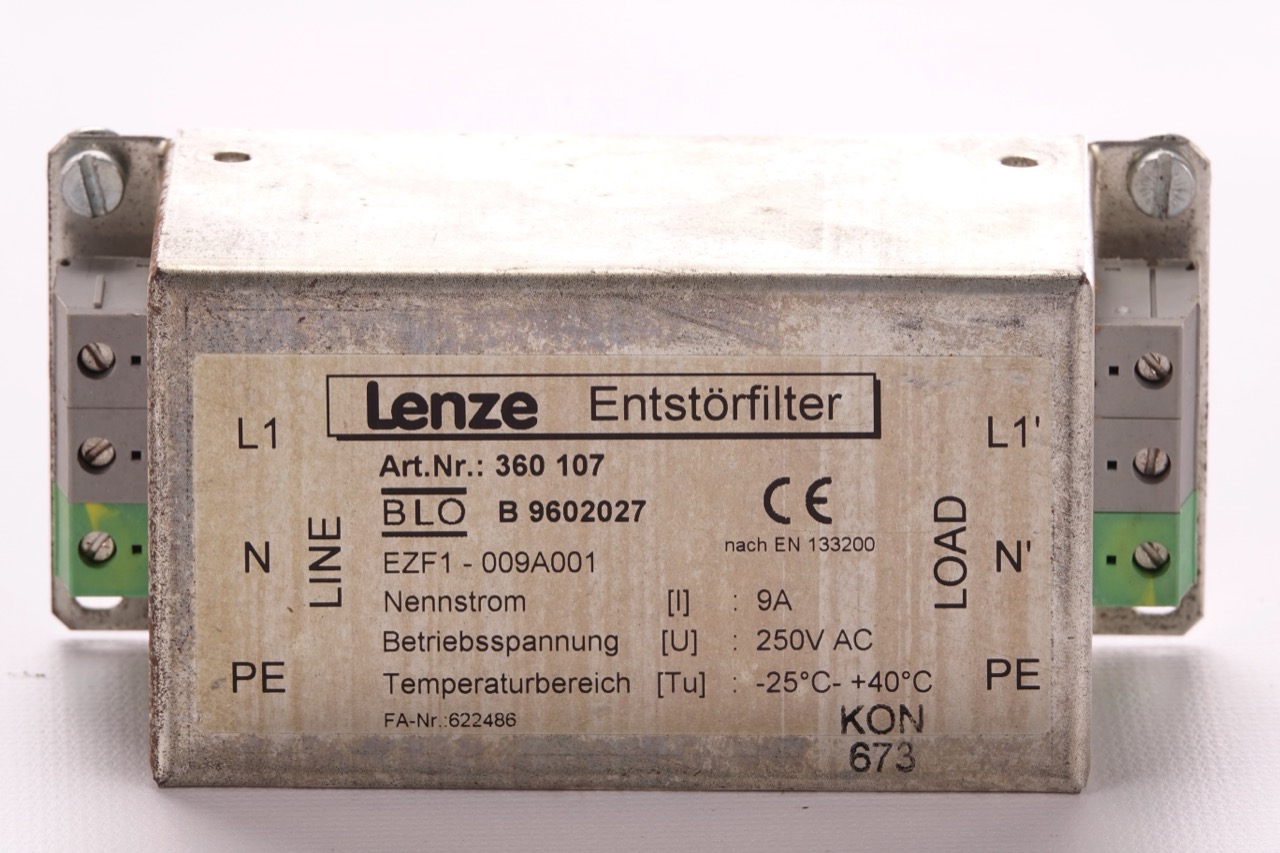 Lenze Entstörfilter
L1
L1'
Art.Nr.: 360 107
BLO B 9602027
CE
nach EN 133200
LINE
LOAD
N
N'
EZF1 - 009A001
Nennstrom [I] : 9A
Betriebsspannung [U] : 250V AC
PE
PE
Temperaturbereich [Tu] : -25°C- +40°C
FA-Nr.:622486
KON
673